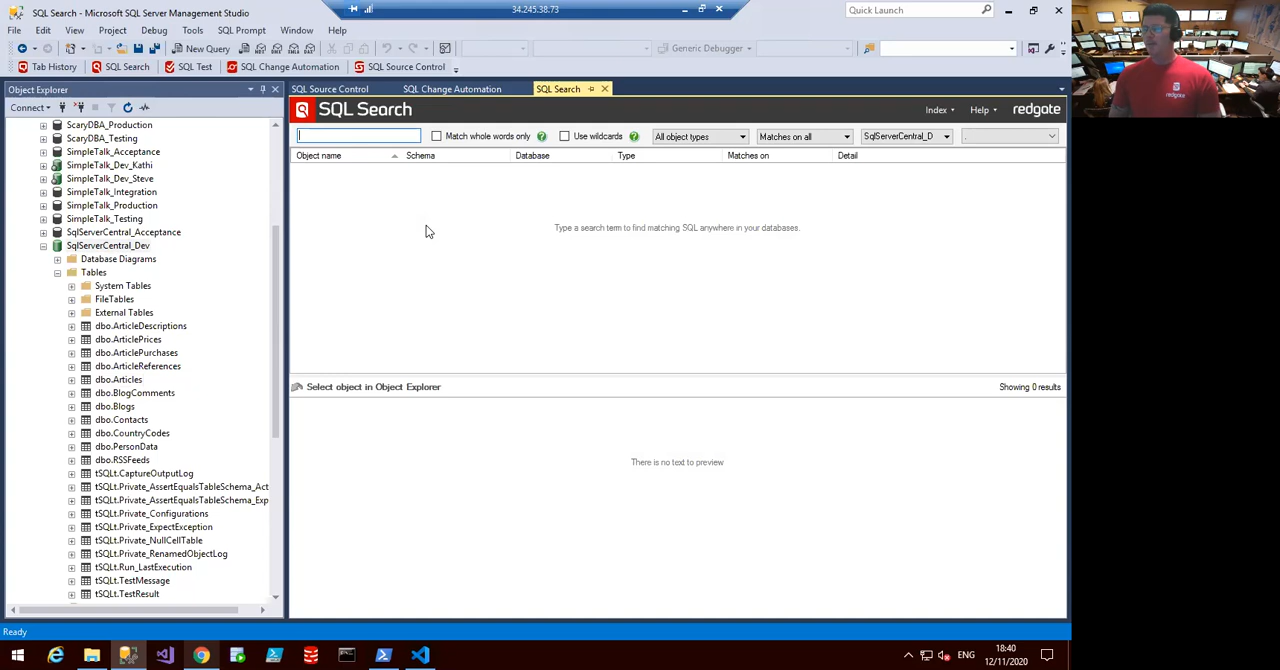 SQL Search - Microsoft SQL Server Management Studio
34.245.38.73
Quick Launch
File Edit View Project Debug Tools SQL Prompt Window Help
New Query
MDX DMX XMLA DAX
Generic Debugger
Tab History SQL Search SQL Test SQL Change Automation SQL Source Control
Object Explorer
Connect
ScaryDBA_Production
ScaryDBA_Testing
SimpleTalk_Acceptance
SimpleTalk_Dev_Kathi
SimpleTalk_Dev_Steve
SimpleTalk_Integration
SimpleTalk_Production
SimpleTalk_Testing
SqlServerCentral_Acceptance
SqlServerCentral_Dev
Database Diagrams
Tables
System Tables
FileTables
External Tables
dbo.ArticleDescriptions
dbo.ArticlePrices
dbo.ArticlePurchases
dbo.ArticleReferences
dbo.Articles
dbo.BlogComments
dbo.Blogs
dbo.Contacts
dbo.CountryCodes
dbo.PersonData
dbo.RSSFeeds
tSQLt.CaptureOutputLog
tSQLt.Private_AssertEqualsTableSchema_Act
tSQLt.Private_AssertEqualsTableSchema_Exp
tSQLt.Private_Configurations
tSQLt.Private_ExpectException
tSQLt.Private_NullCellTable
tSQLt.Private_RenamedObjectLog
tSQLt.Run_LastExecution
tSQLt.TestMessage
tSQLt.TestResult
SQL Source Control SQL Change Automation SQL Search
SQL Search
Index Help redgate
Match whole words only Use wildcards All object types Matches on all SqlServerCentral_D
Object name Schema Database Type Matches on Detail
Type a search term to find matching SQL anywhere in your databases.
Select object in Object Explorer
Showing 0 results
There is no text to preview
Ready
ENG
18:40
12/11/2020
redgate